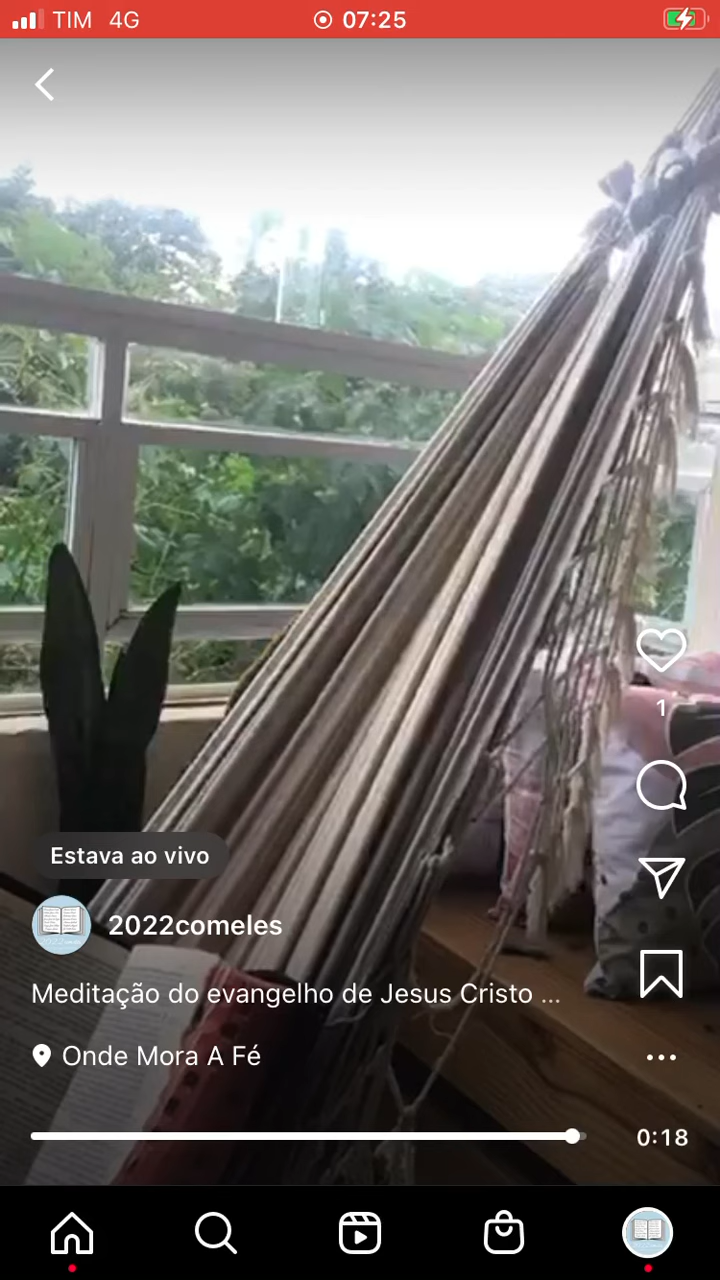 TIM 4G 07:25
Estava ao vivo
2022comeles
1
Meditação do evangelho de Jesus Cristo ...
Onde Mora A Fé
0:18